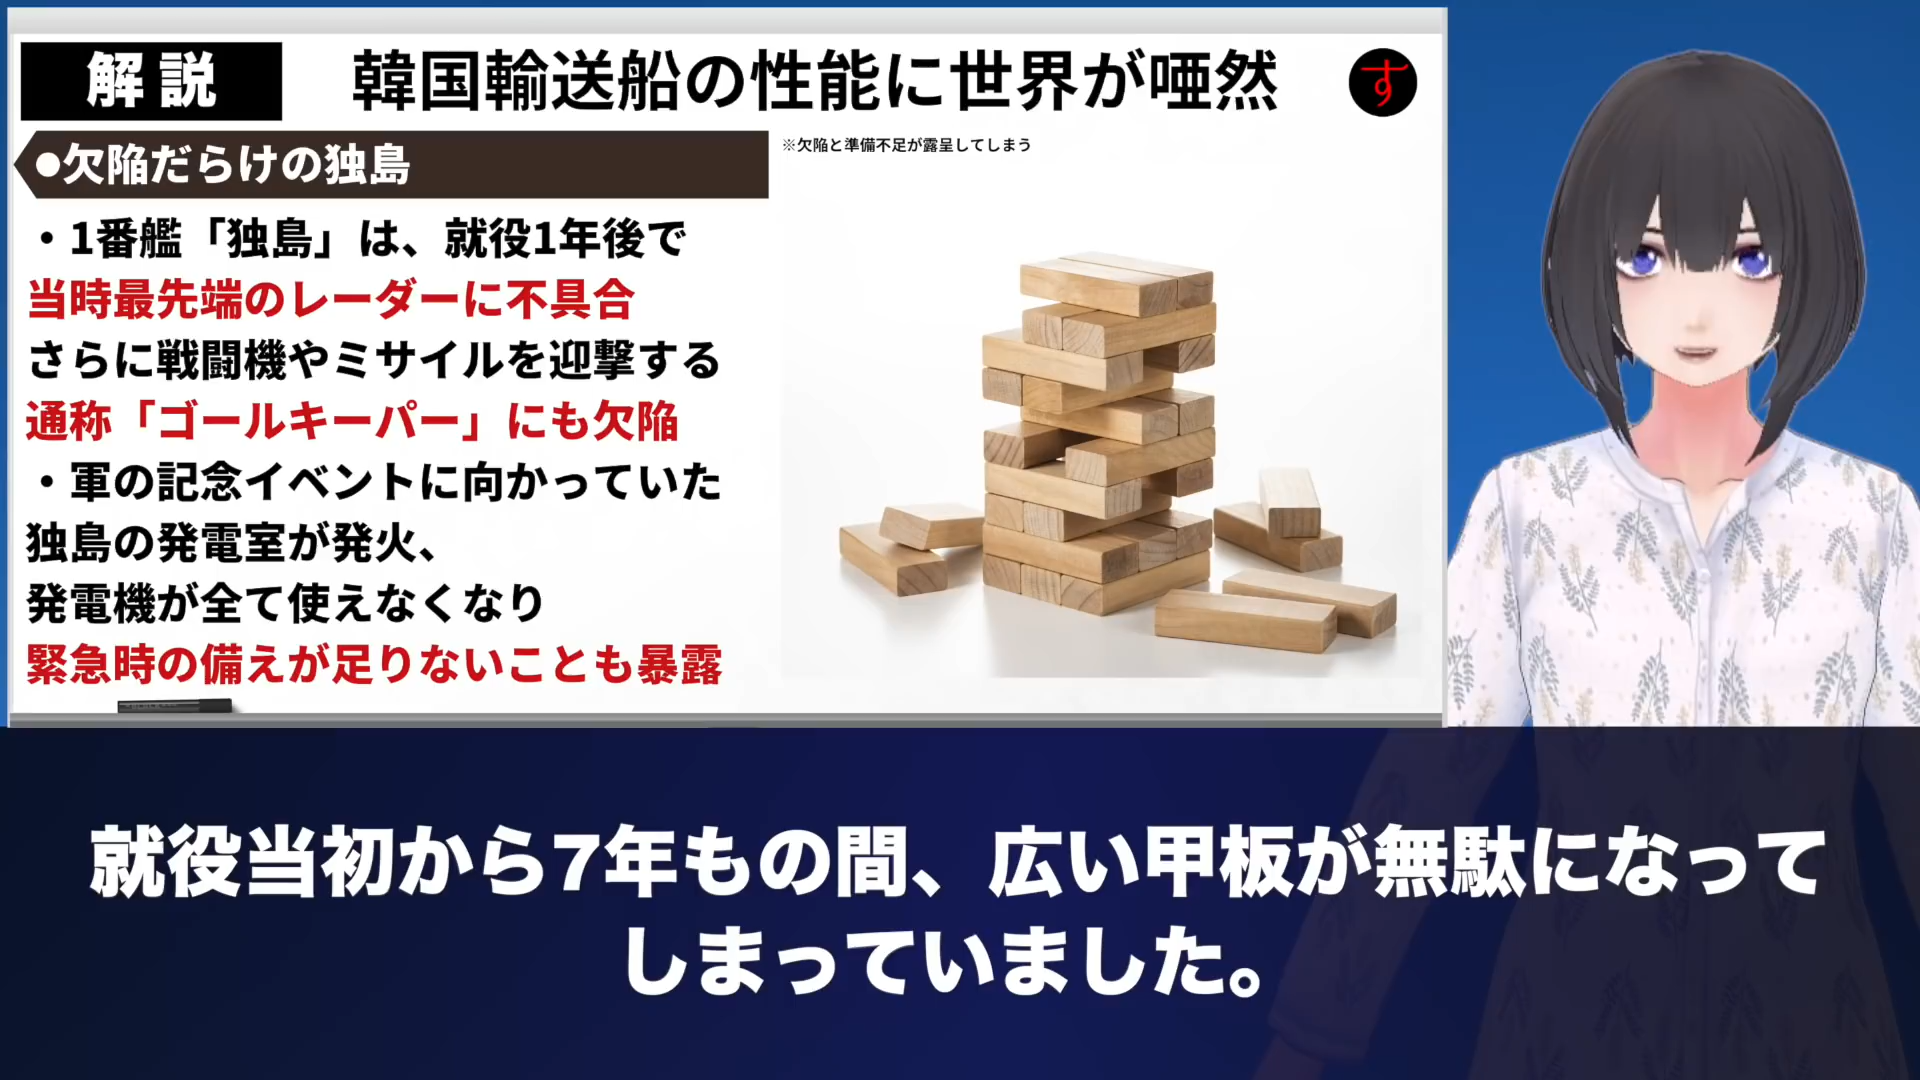 解説
韓国輸送船の性能に世界が唖然
す
●欠陥だらけの独島
※欠陥と準備不足が露呈してしまう
・1番艦「独島」は、就役1年後で
当時最先端のレーダーに不具合
さらに戦闘機やミサイルを迎撃する
通称「ゴールキーパー」にも欠陥
・軍の記念イベントに向かっていた
独島の発電室が発火、
発電機が全て使えなくなり
緊急時の備えが足りないことも暴露
就役当初から7年もの間、広い甲板が無駄になって
しまっていました。